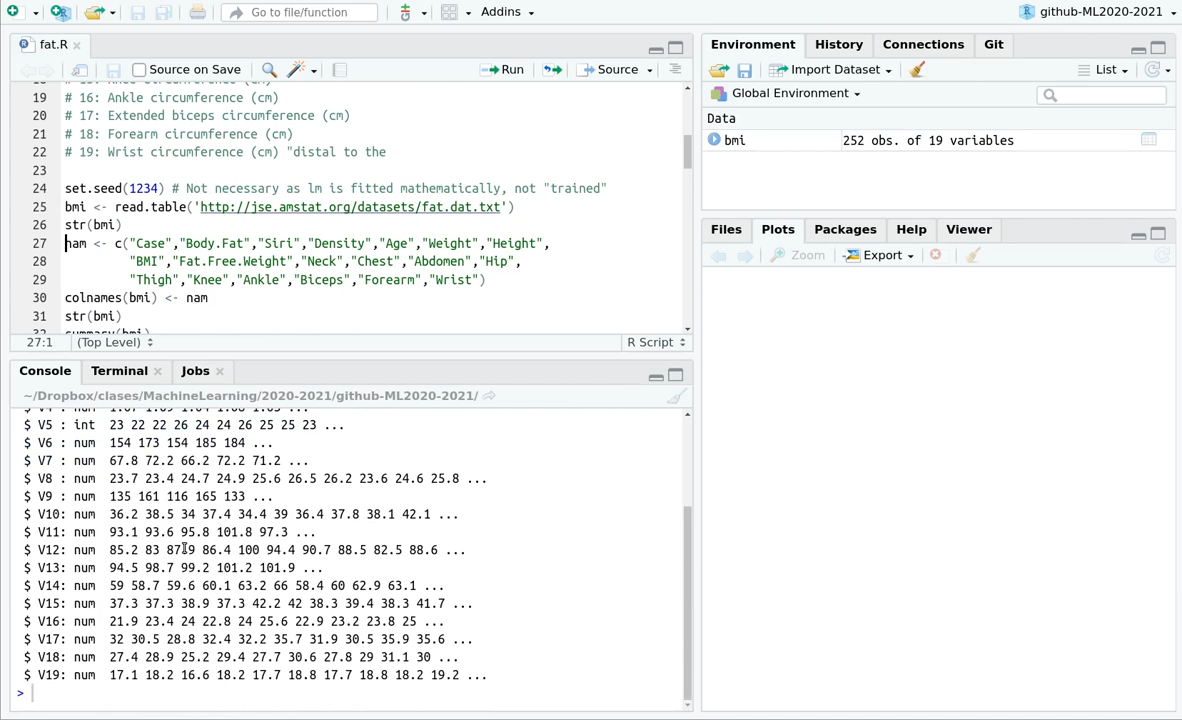 Go to file/function
Addins
github-ML2020-2021
fat.R
Source on Save
Run
Source
19 # 16: Ankle circumference (cm)
20 # 17: Extended biceps circumference (cm)
21 # 18: Forearm circumference (cm)
22 # 19: Wrist circumference (cm) "distal to the
23
24 set.seed(1234) # Not necessary as lm is fitted mathematically, not "trained"
25 bmi <- read.table('http://jse.amstat.org/datasets/fat.dat.txt')
26 str(bmi)
27 nam <- c("Case","Body.Fat","Siri","Density","Age","Weight","Height",
28 "BMI","Fat.Free.Weight","Neck","Chest","Abdomen","Hip",
29 "Thigh","Knee","Ankle","Biceps","Forearm","Wrist")
30 colnames(bmi) <- nam
31 str(bmi)
32 summary(bmi)
27:1 (Top Level) R Script
Console Terminal Jobs
~/Dropbox/clases/MachineLearning/2020-2021/github-ML2020-2021/
$ V4 : num 1.07 1.09 1.04 1.08 1.03 ...
$ V5 : int 23 22 22 26 24 24 26 25 25 23 ...
$ V6 : num 154 173 154 185 184 ...
$ V7 : num 67.8 72.2 66.2 72.2 71.2 ...
$ V8 : num 23.7 23.4 24.7 24.9 25.6 26.5 26.2 23.6 24.6 25.8 ...
$ V9 : num 135 161 116 165 133 ...
$ V10: num 36.2 38.5 34 37.4 34.4 39 36.4 37.8 38.1 42.1 ...
$ V11: num 93.1 93.6 95.8 101.8 97.3 ...
$ V12: num 85.2 83 87.9 86.4 100 94.4 90.7 88.5 82.5 88.6 ...
$ V13: num 94.5 98.7 99.2 101.2 101.9 ...
$ V14: num 59 58.7 59.6 60.1 63.2 66 58.4 60 62.9 63.1 ...
$ V15: num 37.3 37.3 38.9 37.3 42.2 42 38.3 39.4 38.3 41.7 ...
$ V16: num 21.9 23.4 24 22.8 24 25.6 22.9 23.2 23.8 25 ...
$ V17: num 32 30.5 28.8 32.4 32.2 35.7 31.9 30.5 35.9 35.6 ...
$ V18: num 27.4 28.9 25.2 29.4 27.7 30.6 27.8 29 31.1 30 ...
$ V19: num 17.1 18.2 16.6 18.2 17.7 18.8 17.7 18.8 18.2 19.2 ...
>
Environment History Connections Git
Import Dataset
List
Global Environment
Data
bmi 252 obs. of 19 variables
Files Plots Packages Help Viewer
Zoom
Export